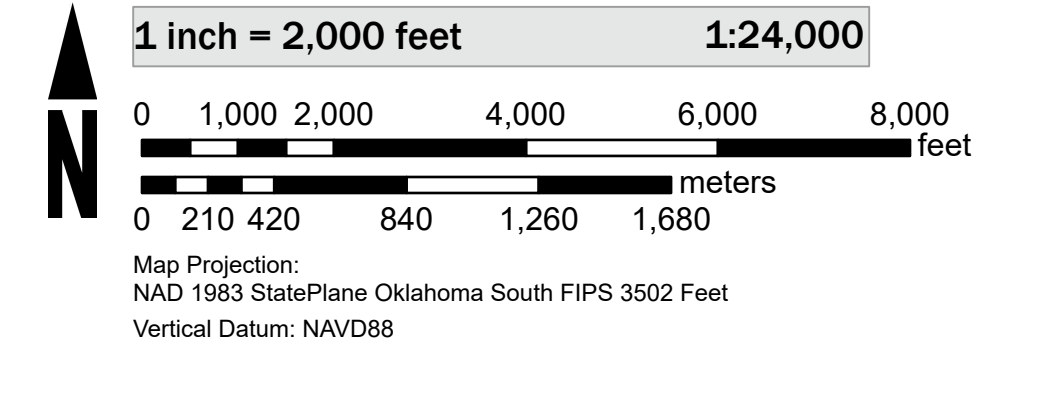 1 inch = 2,000 feet 1:24,000
0 1,000 2,000 4,000 6,000 8,000
feet
meters
0 210 420 840 1,260 1,680
N
Map Projection:
NAD 1983 StatePlane Oklahoma South FIPS 3502 Feet
Vertical Datum: NAVD88